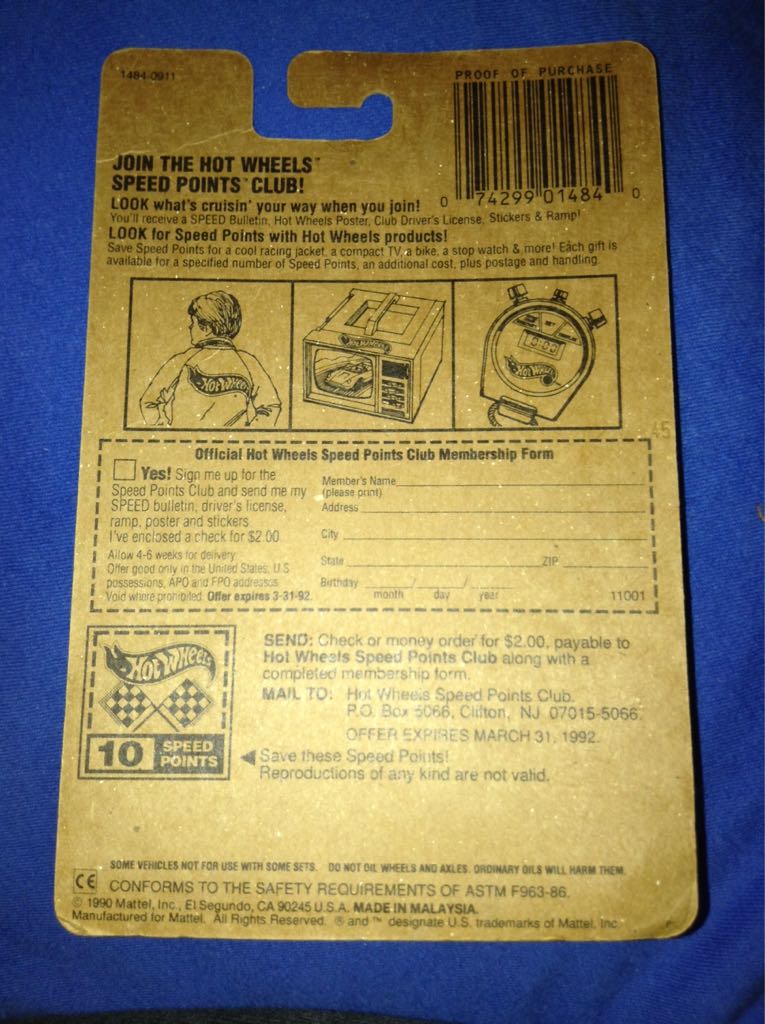 1484-0911
PROOF OF PURCHASE
0 74299 01484 0
JOIN THE HOT WHEELS™
SPEED POINTS™ CLUB!
LOOK what's cruisin' your way when you join!
You'll receive a SPEED Bulletin, Hot Wheels Poster, Club Driver's License, Stickers & Ramp!
LOOK for Speed Points with Hot Wheels products!
Save Speed Points for a cool racing jacket, a compact TV, a bike, a stop watch & more! Each gift is
available for a specified number of Speed Points, an additional cost, plus postage and handling.
Hot Wheels
Hot Wheels
0:00
Hot Wheels
45
Official Hot Wheels Speed Points Club Membership Form
Yes! Sign me up for the
Speed Points Club and send me my
SPEED bulletin, driver's license,
ramp, poster and stickers
I've enclosed a check for $2.00
Allow 4-6 weeks for delivery
Offer good only in the United States, U.S
possessions, APO and FPO addresses
Void where prohibited. Offer expires 3-31-92.
Member's Name
(please print)
Address
City
State ZIP
Birthday / /
month day year
11001
HOT WHEELS
10 SPEED
POINTS
SEND: Check or money order for $2.00, payable to
Hot Wheels Speed Points Club along with a
completed membership form.
MAIL TO: Hot Wheels Speed Points Club
P.O. Box 5066, Clifton, NJ 07015-5066.
OFFER EXPIRES MARCH 31, 1992.
Save these Speed Points!
Reproductions of any kind are not valid.
SOME VEHICLES NOT FOR USE WITH SOME SETS. DO NOT OIL WHEELS AND AXLES. ORDINARY OILS WILL HARM THEM.
CE CONFORMS TO THE SAFETY REQUIREMENTS OF ASTM F963-86.
© 1990 Mattel, Inc., El Segundo, CA 90245 U.S.A. MADE IN MALAYSIA.
Manufactured for Mattel. All Rights Reserved. ® and ™ designate U.S. trademarks of Mattel, Inc.